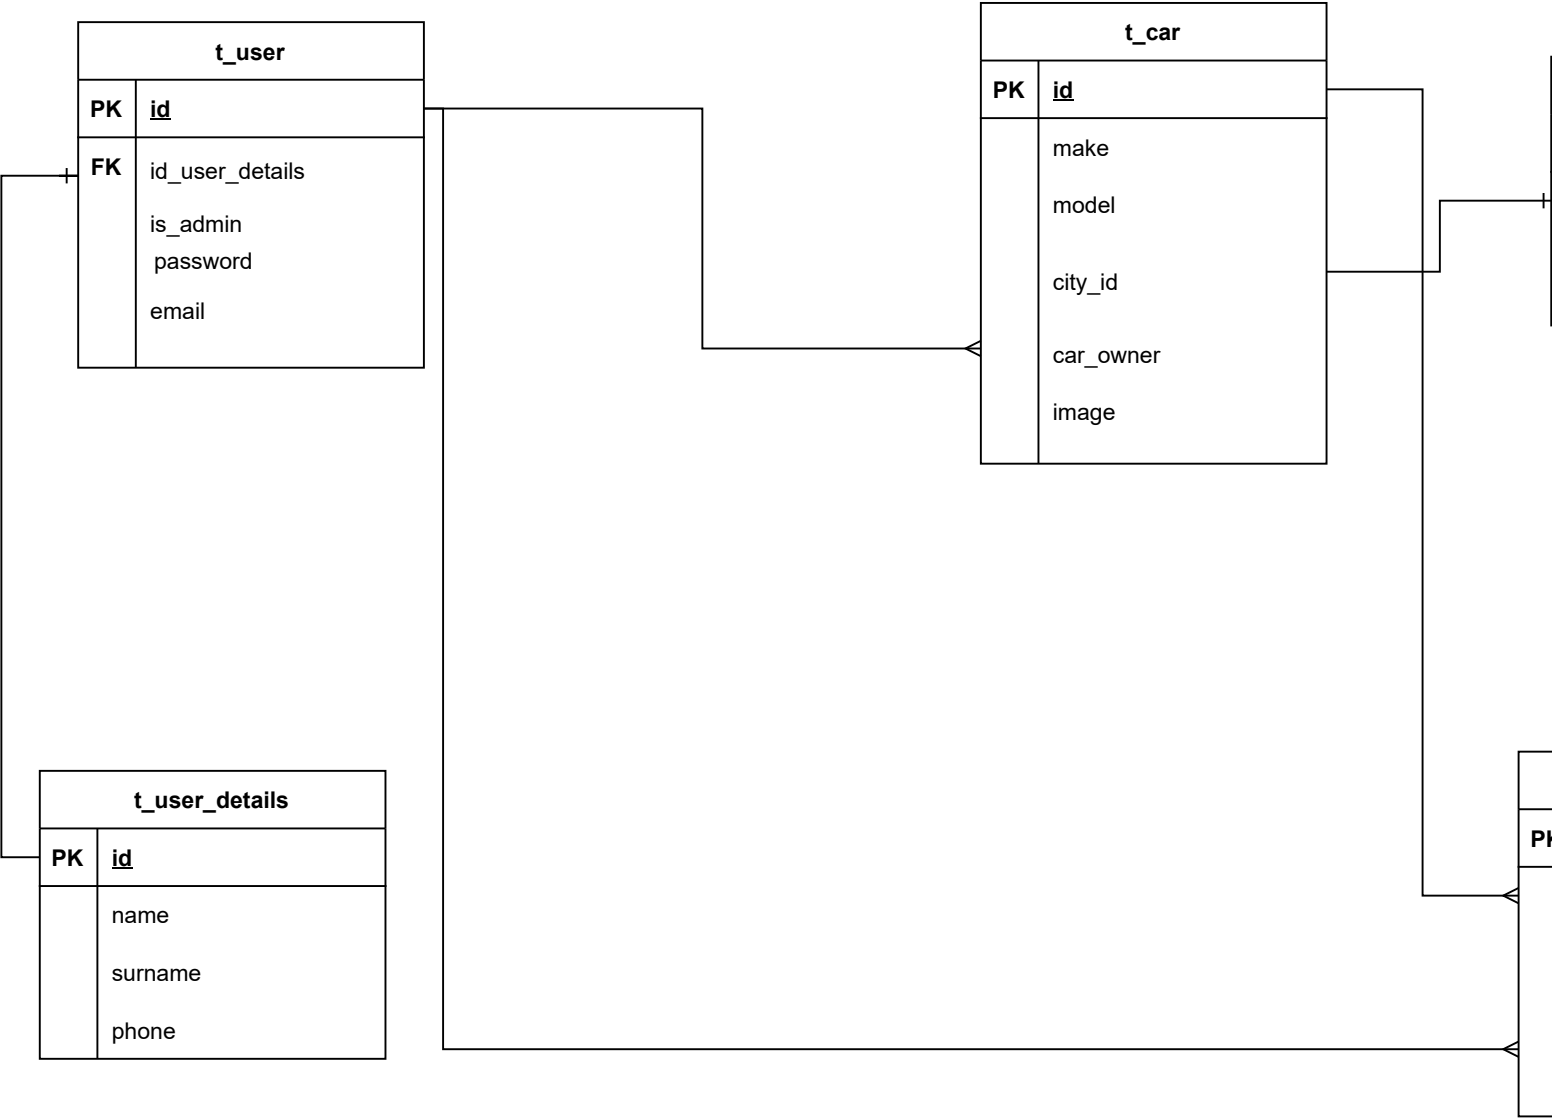 t_user
PK id
FK id_user_details
is_admin
password
email
t_car
PK id
make
model
city_id
car_owner
image
t_user_details
PK id
name
surname
phone